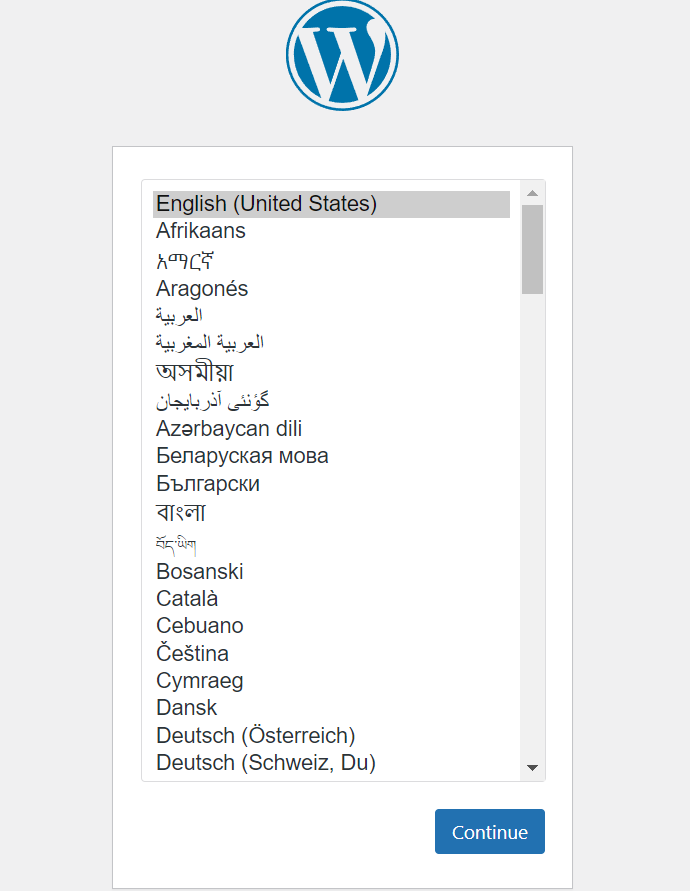 English (United States)
Afrikaans
አማርኛ
Aragonés
العربية
العربية المغربية
অসমীয়া
گؤنئی آذربایجان
Azərbaycan dili
Беларуская мова
Български
বাংলা
བོད་ཡིག
Bosanski
Català
Cebuano
Čeština
Cymraeg
Dansk
Deutsch (Österreich)
Deutsch (Schweiz, Du)
Continue